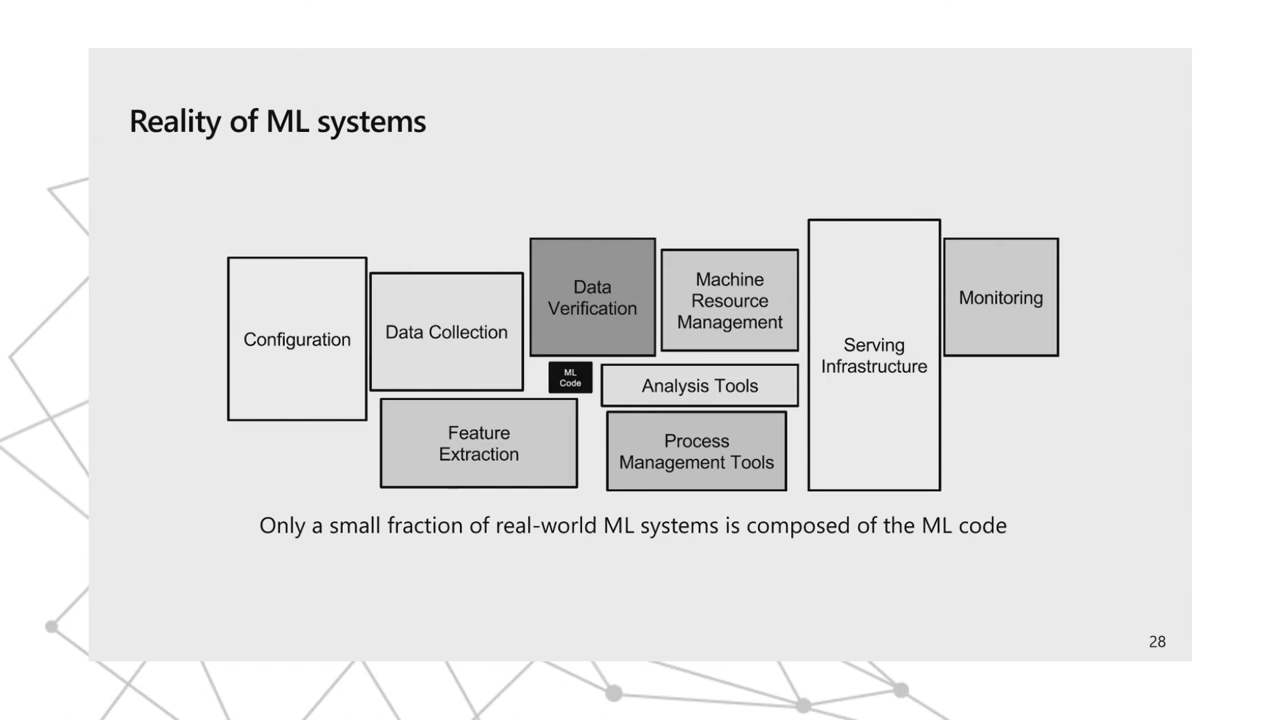 Reality of ML systems
Configuration
Data Collection
Data
Verification
Machine
Resource
Management
Serving
Infrastructure
Monitoring
ML
Code
Analysis Tools
Feature
Extraction
Process
Management Tools
Only a small fraction of real-world ML systems is composed of the ML code
28